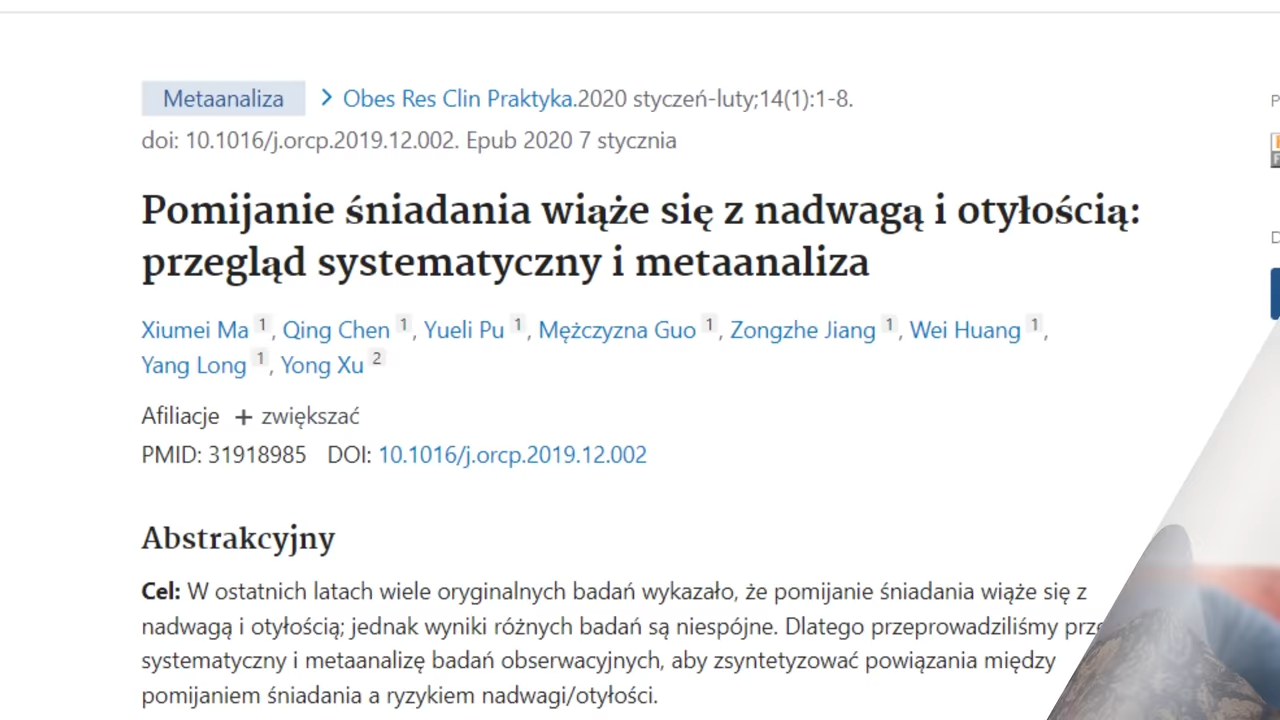 Metaanaliza > Obes Res Clin Praktyka.2020 styczeń-luty;14(1):1-8.
doi: 10.1016/j.orcp.2019.12.002. Epub 2020 7 stycznia
Pomijanie śniadania wiąże się z nadwagą i otyłością:
przegląd systematyczny i metaanaliza
Xiumei Ma 1, Qing Chen 1, Yueli Pu 1, Mężczyzna Guo 1, Zongzhe Jiang 1, Wei Huang 1,
Yang Long 1, Yong Xu 2
Afiliacje + zwiększać
PMID: 31918985 DOI: 10.1016/j.orcp.2019.12.002
Abstrakcyjny
Cel: W ostatnich latach wiele oryginalnych badań wykazało, że pomijanie śniadania wiąże się z
nadwagą i otyłością; jednak wyniki różnych badań są niespójne. Dlatego przeprowadziliśmy
systematyczny i metaanalizę badań obserwacyjnych, aby zsyntetyzować powiązania między
pomijaniem śniadania a ryzykiem nadwagi/otyłości.